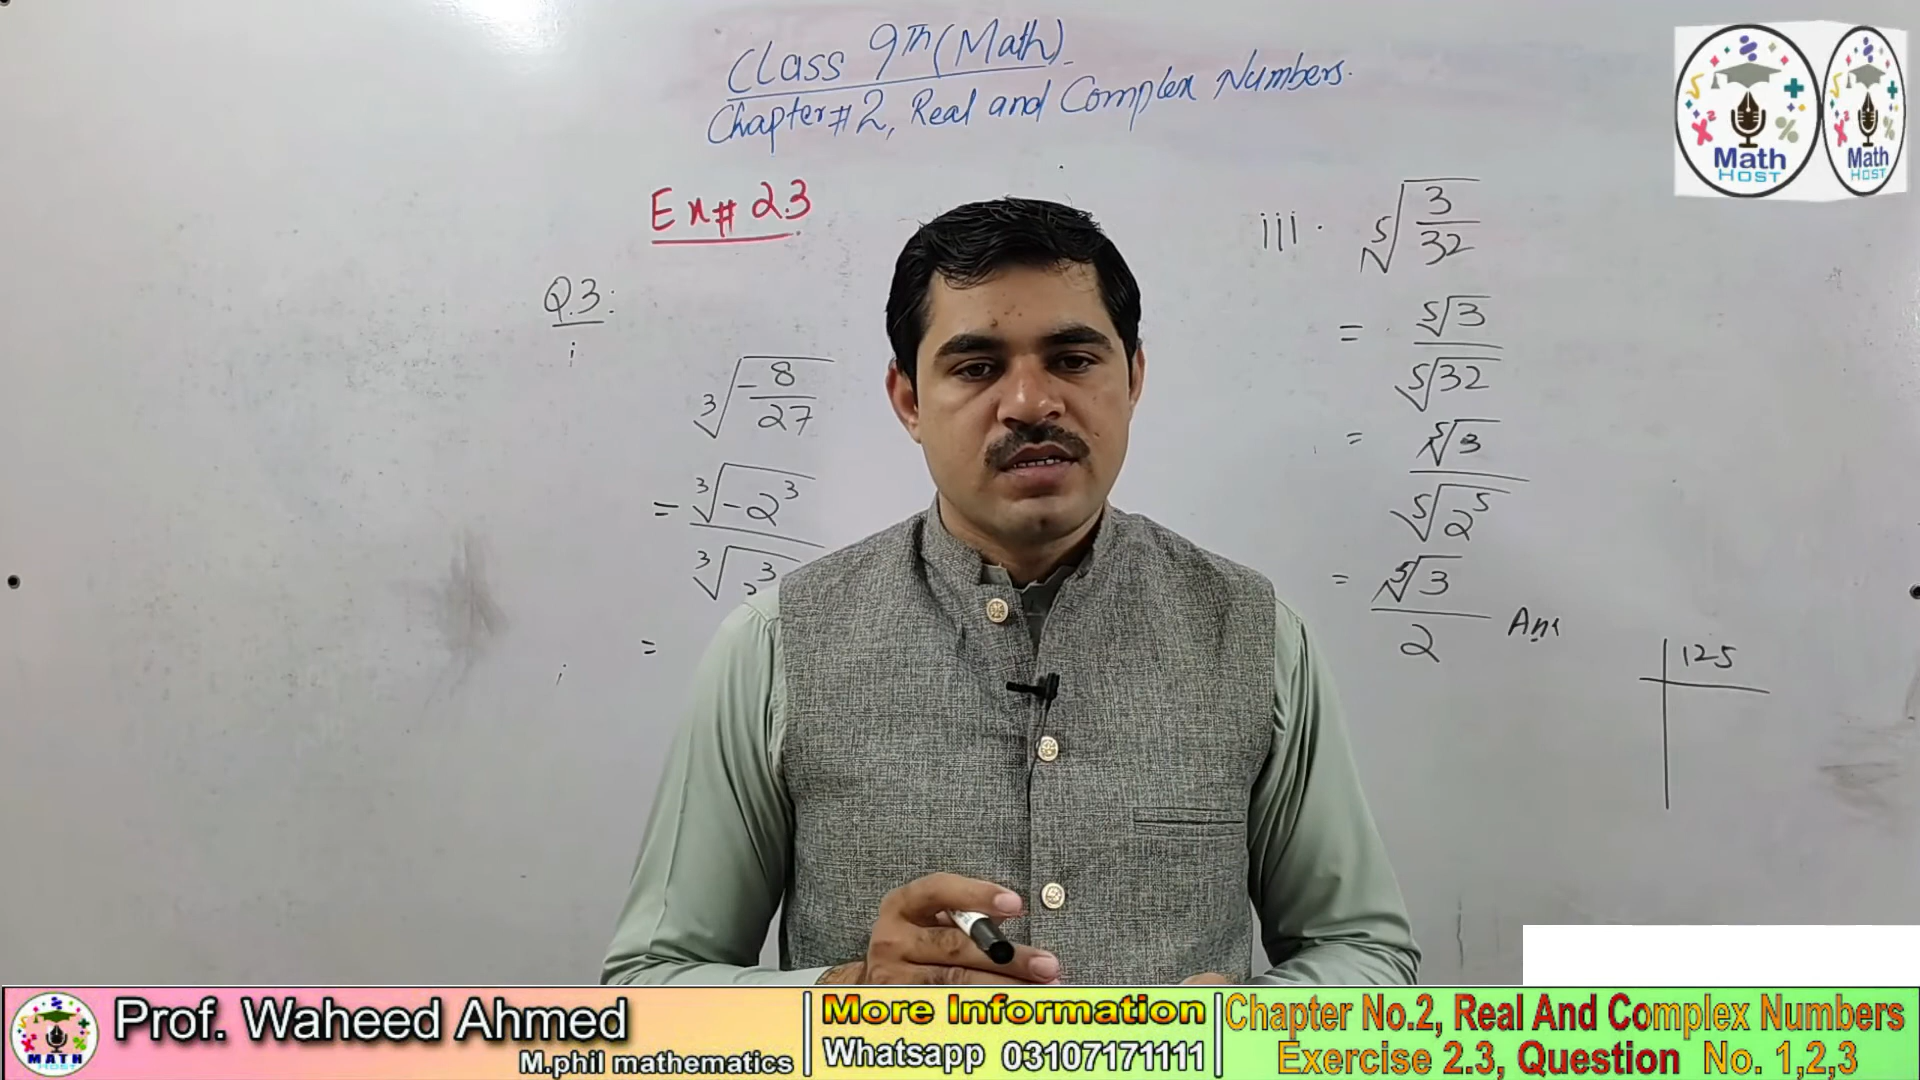 Class 9Th (Math)
Chapter # 2, Real and Complex Numbers.
Ex # 2.3
Q.3:
i
∛(-8/27)
= ∛(-2³)/∛( ³
=
iii. ⁵√(3/32)
= ⁵√3/⁵√32
= ⁵√3/⁵√2⁵
= ⁵√3/2 Ans
125
Math
HOST
Math
HOST
MATH
Prof. Waheed Ahmed
M.phil mathematics
More Information
Whatsapp 03107171111
Chapter No.2, Real And Complex Numbers
Exercise 2.3, Question No. 1,2,3